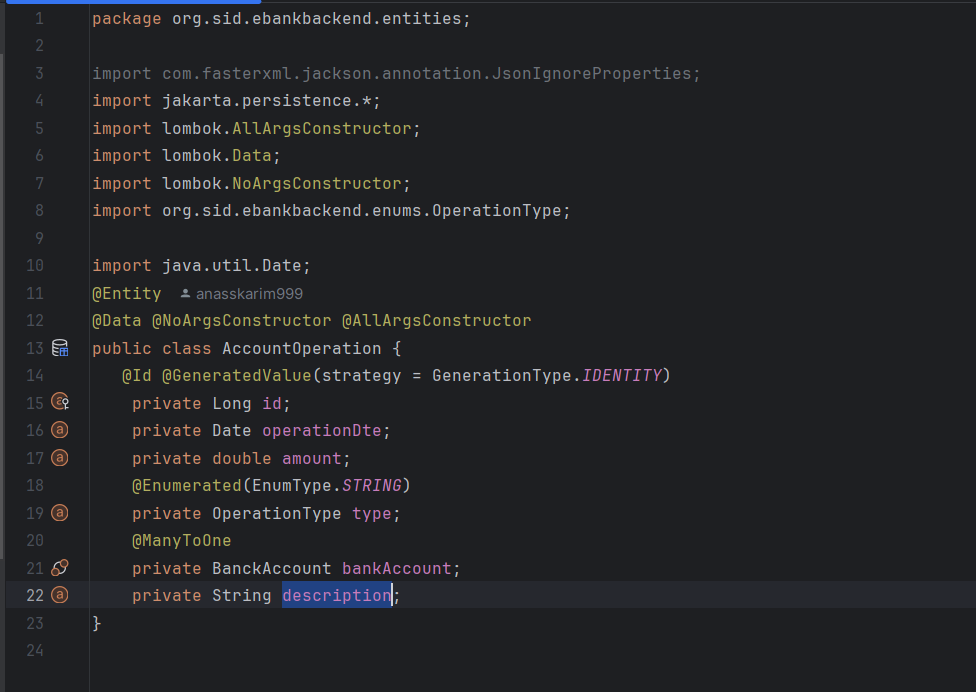 1 package org.sid.ebankbackend.entities;
2
3 import com.fasterxml.jackson.annotation.JsonIgnoreProperties;
4 import jakarta.persistence.*;
5 import lombok.AllArgsConstructor;
6 import lombok.Data;
7 import lombok.NoArgsConstructor;
8 import org.sid.ebankbackend.enums.OperationType;
9
10 import java.util.Date;
11 @Entity anasskarim999
12 @Data @NoArgsConstructor @AllArgsConstructor
13 public class AccountOperation {
14 @Id @GeneratedValue(strategy = GenerationType.IDENTITY)
15 private Long id;
16 private Date operationDte;
17 private double amount;
18 @Enumerated(EnumType.STRING)
19 private OperationType type;
20 @ManyToOne
21 private BanckAccount bankAccount;
22 private String description;
23 }
24